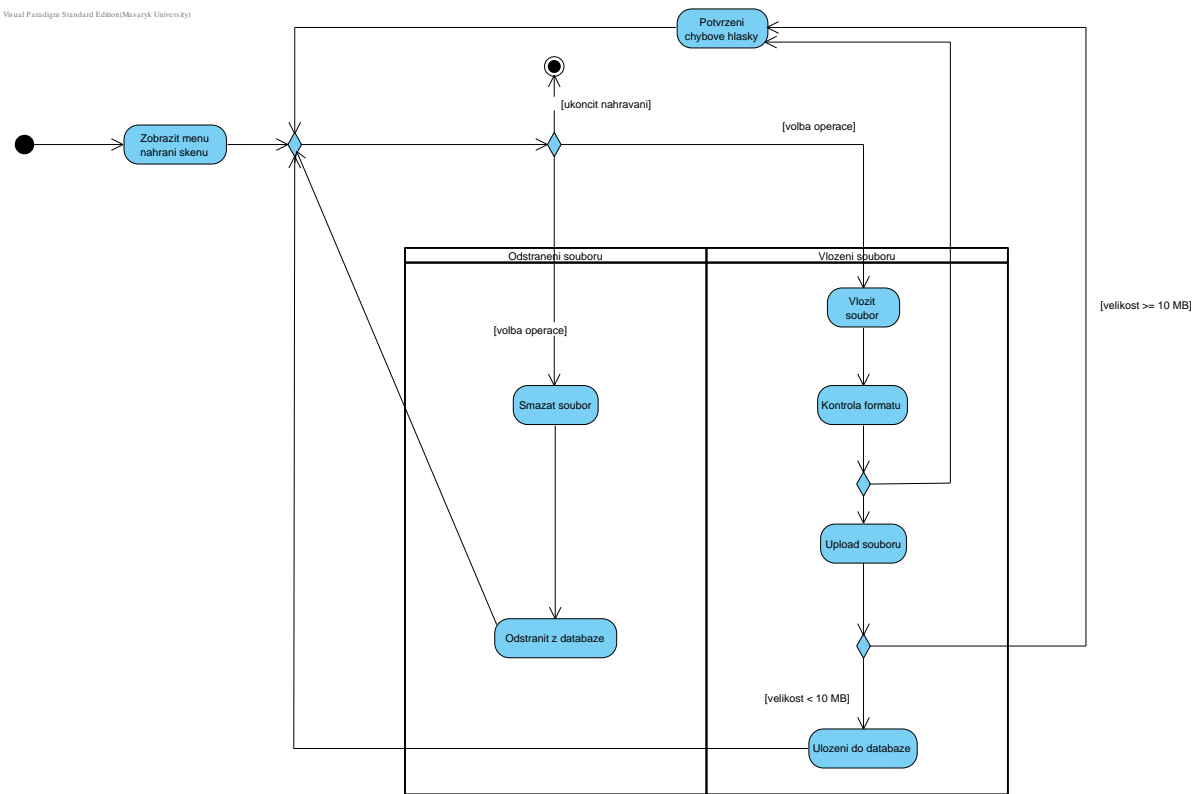 Visual Paradigm Standard Edition(Masaryk University)
Potvrzeni
chybove hlasky
[ukoncit nahravani]
[volba operace]
Zobrazit menu
nahrani skenu
Odstraneni souboru
Vlozeni souboru
Vlozit
soubor
[velikost >= 10 MB]
[volba operace]
Smazat soubor
Kontrola formatu
Upload souboru
Odstranit z databaze
[velikost < 10 MB]
Ulozeni do databaze